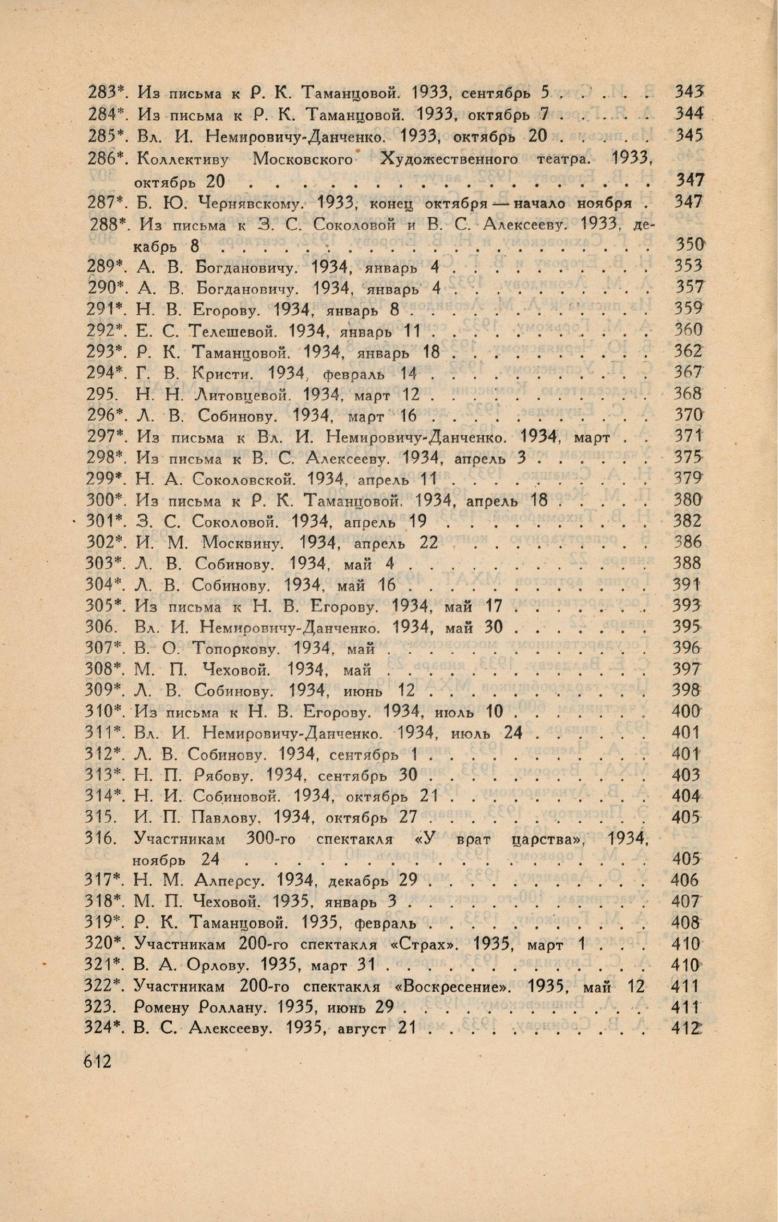 283*. Из письма к Р. К. Таманцовой. 1933, сентябрь 5 . . . . . 343
284*. Из письма к Р. К. Таманцовой. 1933, октябрь 7 . . . . . 344
285*. Вл. И. Немировичу-Данченко. 1933, октябрь 20 . . . . . 345
286*. Коллективу Московского Художественного театра. 1933,
октябрь 20 . . . . . . . . . . . . . . . . . 347
287*. Б. Ю. Чернявскому. 1933, конец октября — начало ноября . 347
288*. Из письма к З. С. Соколовой и В. С. Алексееву. 1933, де-
кабрь 8 . . . . . . . . . . . . . . . . . . . 350
289*. А. В. Богдановичу. 1934, январь 4 . . . . . . . . . 353
290*. А. В. Богдановичу. 1934, январь 4 . . . . . . . . . 357
291*. Н. В. Егорову. 1934, январь 8 . . . . . . . . . . . 359
292*. Е. С. Телешевой. 1934, январь 11 . . . . . . . . . . 360
293*. Р. К. Таманцовой. 1934, январь 18 . . . . . . . . . 362
294*. Г. В. Кристи. 1934, февраль 14 . . . . . . . . . . 367
295. Н. Н. Литовцевой. 1934, март 12 . . . . . . . . . . 368
296*. Л. В. Собинову. 1934, март 16 . . . . . . . . . . 370
297*. Из письма к Вл. И. Немировичу-Данченко. 1934, март . . 371
298*. Из письма к В. С. Алексееву. 1934, апрель 3 . . . . . . 375
299*. Н. А. Соколовской. 1934, апрель 11 . . . . . . . . . 379
300*. Из письма к Р. К. Таманцовой. 1934, апрель 18 . . . . . 380
301*. З. С. Соколовой. 1934, апрель 19 . . . . . . . . . . 382
302*. И. М. Москвину. 1934, апрель 22 . . . . . . . . . 386
303*. Л. В. Собинову. 1934, май 4 . . . . . . . . . . . 388
304*. Л. В. Собинову. 1934, май 16 . . . . . . . . . . . 391
305*. Из письма к Н. В. Егорову. 1934, май 17 . . . . . . . 393
306. Вл. И. Немировичу-Данченко. 1934, май 30 . . . . . . . 395
307*. В. О. Топоркову. 1934, май . . . . . . . . . . . . 396
308*. М. П. Чеховой. 1934, май . . . . . . . . . . . . 397
309*. Л. В. Собинову. 1934, июнь 12 . . . . . . . . . . 398
310*. Из письма к Н. В. Егорову. 1934, июль 10 . . . . . . . 400
311*. Вл. И. Немировичу-Данченко. 1934, июль 24 . . . . . . 401
312*. Л. В. Собинову. 1934, сентябрь 1 . . . . . . . . . . 401
313*. Н. П. Рябову. 1934, сентябрь 30 . . . . . . . . . . 403
314*. Н. И. Собиновой. 1934, октябрь 21 . . . . . . . . . 404
315. И. П. Павлову. 1934, октябрь 27 . . . . . . . . . . 405
316. Участникам 300-го спектакля «У врат царства», 1934,
ноябрь 24 . . . . . . . . . . . . . . . . . 405
317*. Н. М. Алперсу. 1934, декабрь 29 . . . . . . . . . . 406
318*. М. П. Чеховой. 1935, январь 3 . . . . . . . . . . . 407
319*. Р. К. Таманцовой. 1935, февраль . . . . . . . . . . 408
320*. Участникам 200-го спектакля «Страх». 1935, март 1 . . . 410
321*. В. А. Орлову. 1935, март 31 . . . . . . . . . . . 410
322*. Участникам 200-го спектакля «Воскресение». 1935, май 12 411
323. Ромену Роллану. 1935, июнь 29 . . . . . . . . . . . 411
324*. В. С. Алексееву. 1935, август 21 . . . . . . . . . . 412
612